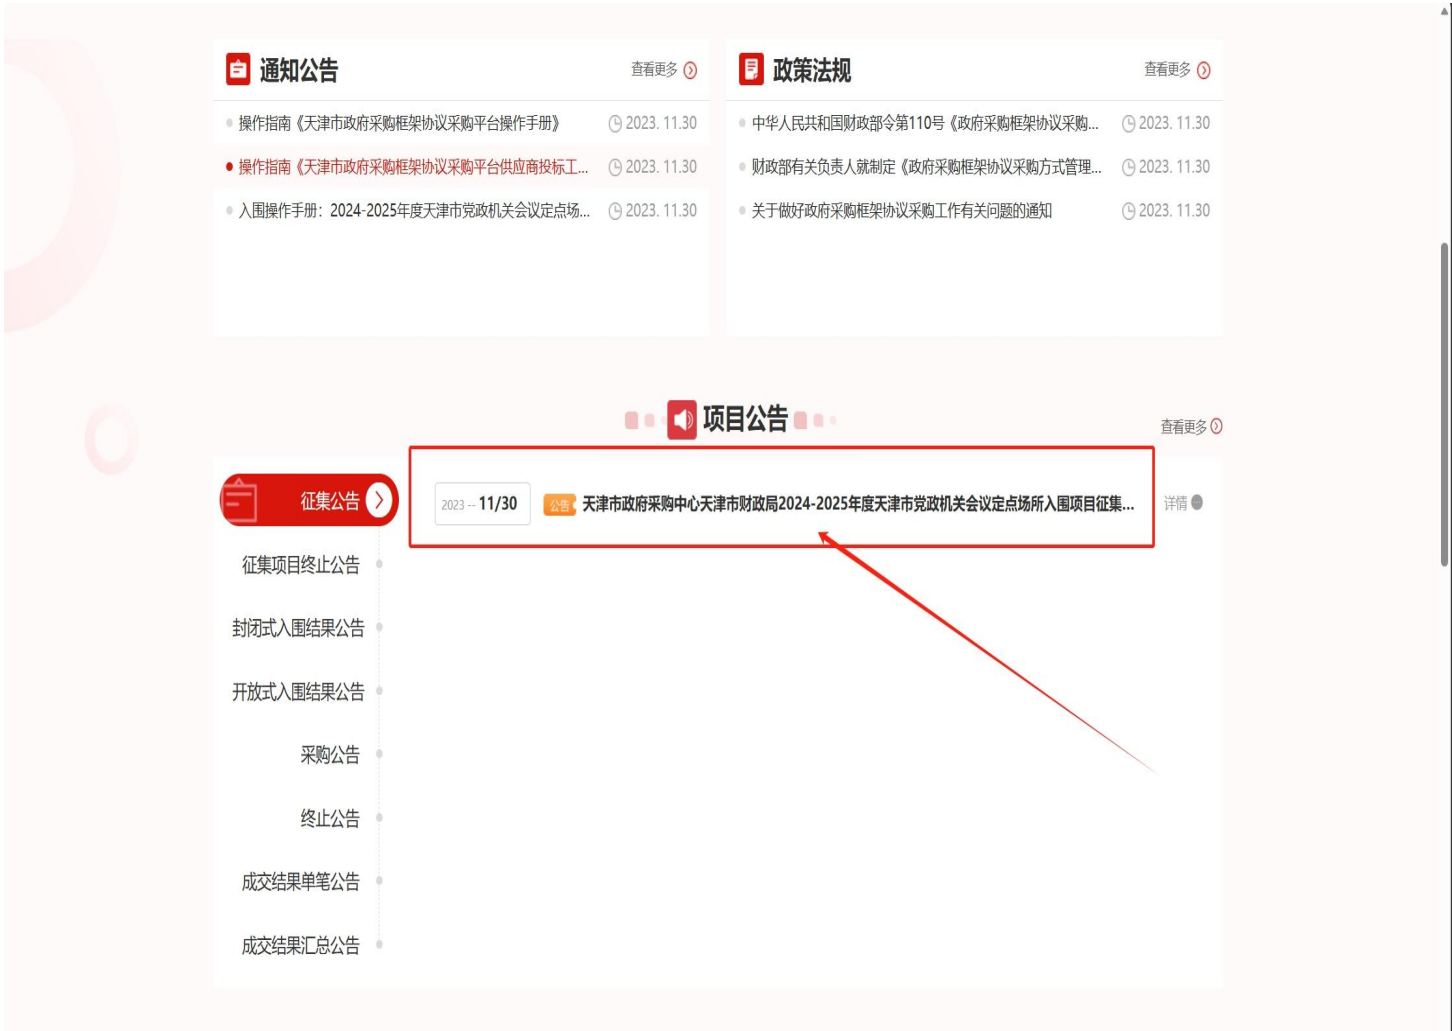 通知公告
查看更多
操作指南《天津市政府采购框架协议采购平台操作手册》 2023. 11.30
操作指南《天津市政府采购框架协议采购平台供应商投标工... 2023. 11.30
入围操作手册：2024-2025年度天津市党政机关会议定点场... 2023. 11.30
政策法规
查看更多
中华人民共和国财政部令第110号《政府采购框架协议采购... 2023. 11.30
财政部有关负责人就制定《政府采购框架协议采购方式管理... 2023. 11.30
关于做好政府采购框架协议采购工作有关问题的通知 2023. 11.30
项目公告
查看更多
征集公告
征集项目终止公告
封闭式入围结果公告
开放式入围结果公告
采购公告
终止公告
成交结果单笔公告
成交结果汇总公告
2023 -- 11/30 公告 天津市政府采购中心天津市财政局2024-2025年度天津市党政机关会议定点场所入围项目征集... 详情